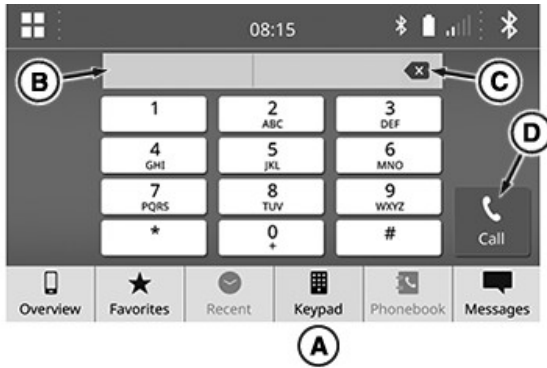 08:15
B
C
1
2
ABC
3
DEF
D
4
GHI
5
JKL
6
MNO
7
PQRS
8
TUV
9
WXYZ
*
0
+
#
Call
Overview
Favorites
Recent
Keypad
Phonebook
Messages
A